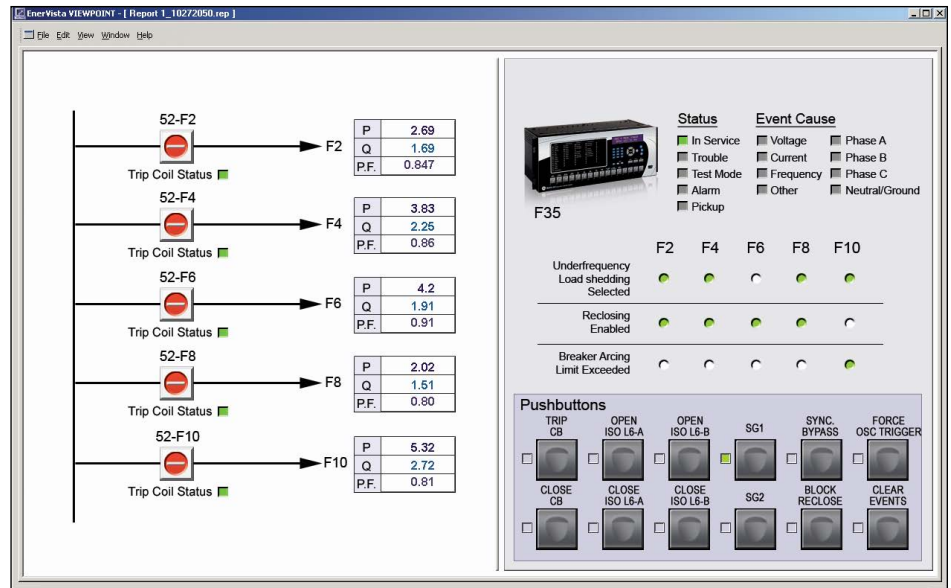 EnerVista VIEWPOINT - [ Report 1_10272050.rep ]
File Edit View Window Help
52-F2
F2
P 2.69
Q 1.69
P.F. 0.847
Trip Coil Status
52-F4
F4
P 3.83
Q 2.25
P.F. 0.86
Trip Coil Status
52-F6
F6
P 4.2
Q 1.91
P.F. 0.91
Trip Coil Status
52-F8
F8
P 2.02
Q 1.51
P.F. 0.80
Trip Coil Status
52-F10
F10
P 5.32
Q 2.72
P.F. 0.81
Trip Coil Status
F35
Status
In Service
Trouble
Test Mode
Alarm
Pickup
Event Cause
Voltage Phase A
Current Phase B
Frequency Phase C
Other Neutral/Ground
F2 F4 F6 F8 F10
Underfrequency
Load shedding
Selected
Reclosing
Enabled
Breaker Arcing
Limit Exceeded
Pushbuttons
TRIP
CB
OPEN
ISO L6-A
OPEN
ISO L6-B
SG1
SYNC.
BYPASS
FORCE
OSC TRIGGER
CLOSE
CB
CLOSE
ISO L6-A
CLOSE
ISO L6-B
SG2
BLOCK
RECLOSE
CLEAR
EVENTS